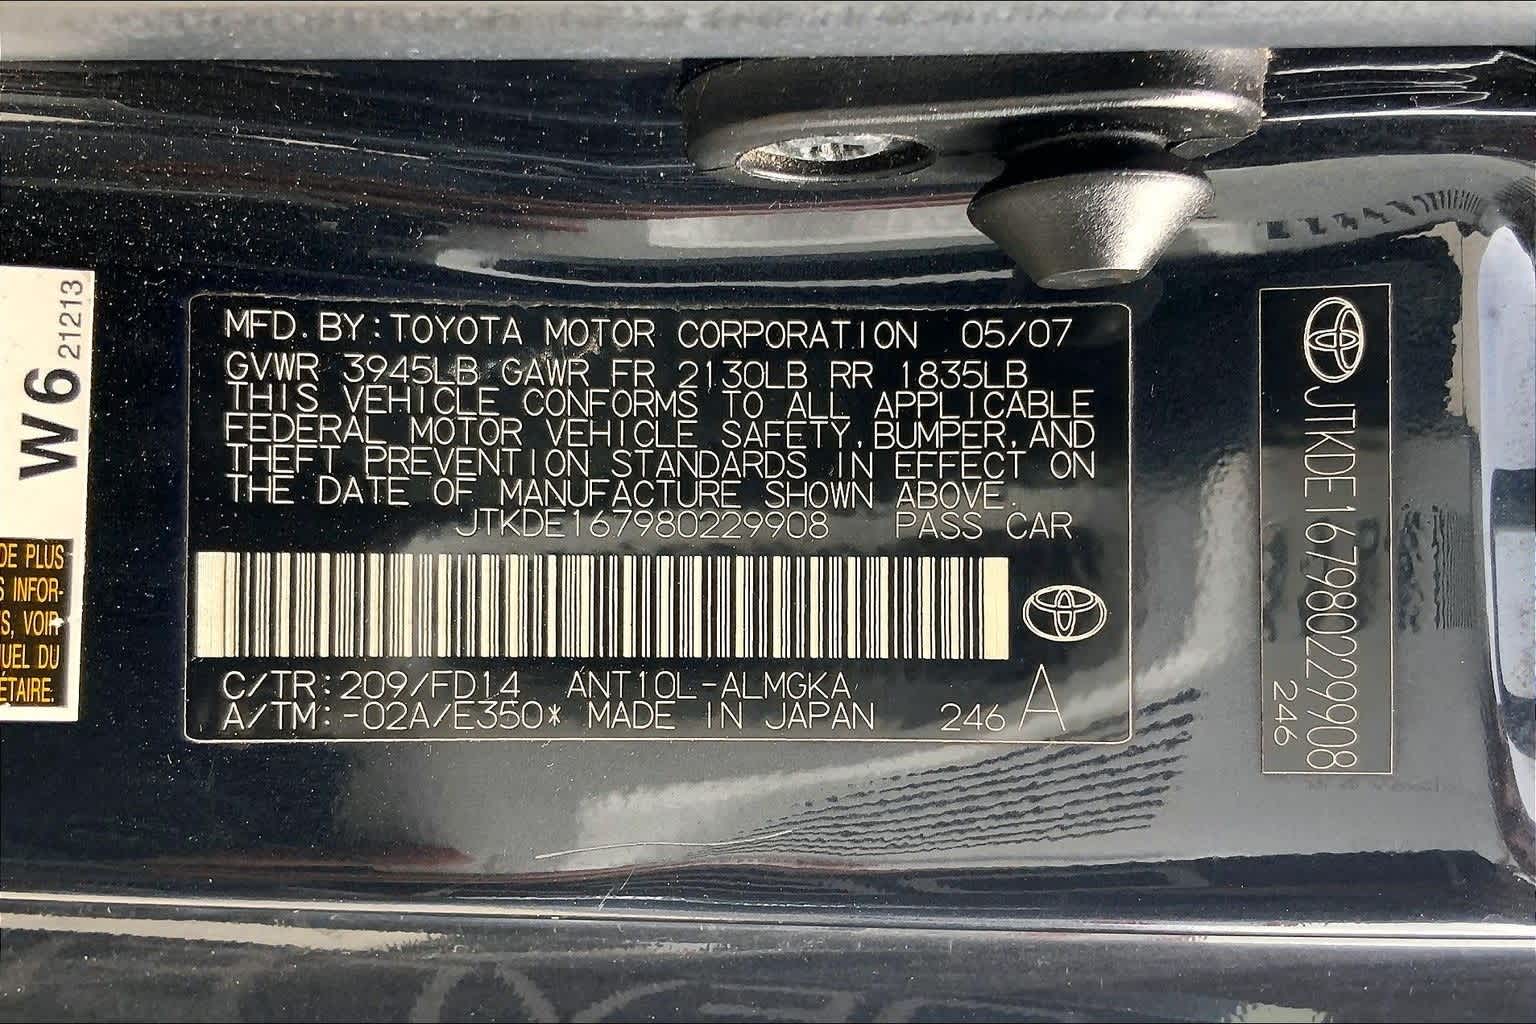 W6 21213
DE PLUS
INFOR-
S, VOIR
NUEL DU
ÉTAIRE.
MFD. BY: TOYOTA MOTOR CORPORATION 05/07
GVWR 3945LB GAWR FR 2130LB RR 1835LB
THIS VEHICLE CONFORMS TO ALL APPLICABLE
FEDERAL MOTOR VEHICLE SAFETY, BUMPER, AND
THEFT PREVENTION STANDARDS IN EFFECT ON
THE DATE OF MANUFACTURE SHOWN ABOVE.
JTKDE167980229908 PASS CAR
C/TR: 209/FD14 ANT10L-ALMGKA
A/TM: -02A/E350* MADE IN JAPAN 246 A
JTKDE167980229908
246